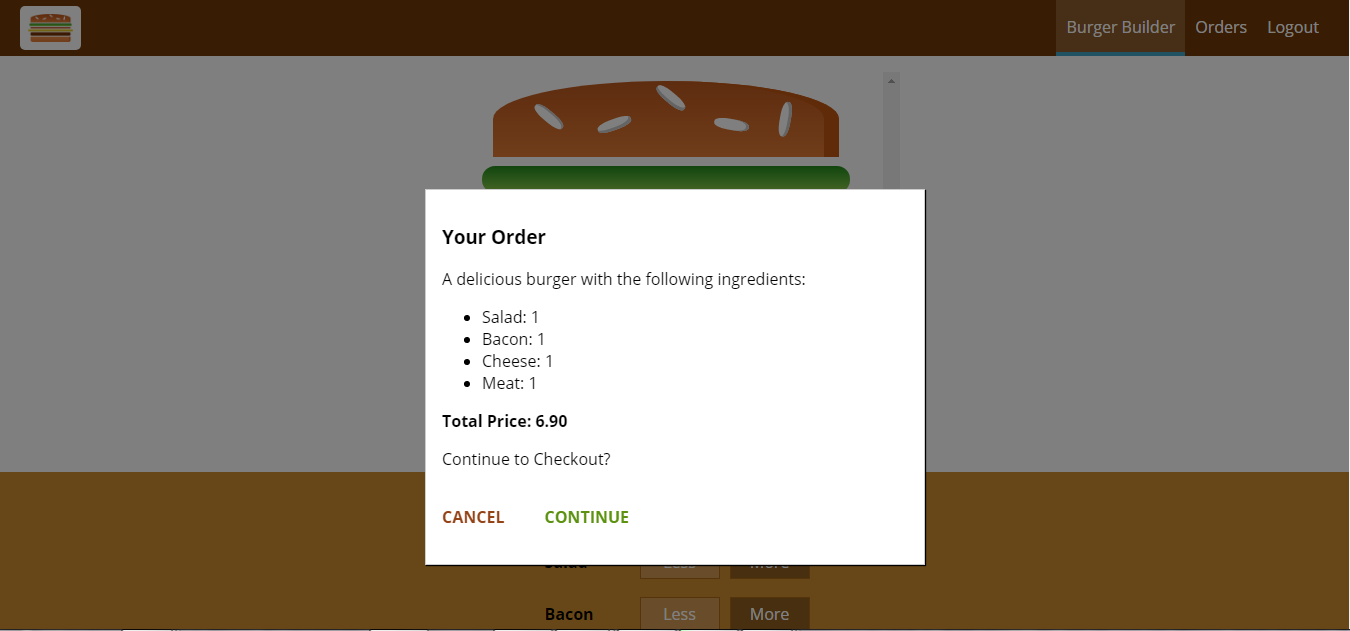 Burger Builder Orders Logout
Your Order
A delicious burger with the following ingredients:
Salad: 1
Bacon: 1
Cheese: 1
Meat: 1
Total Price: 6.90
Continue to Checkout?
CANCEL CONTINUE
Salad Less More
Bacon Less More